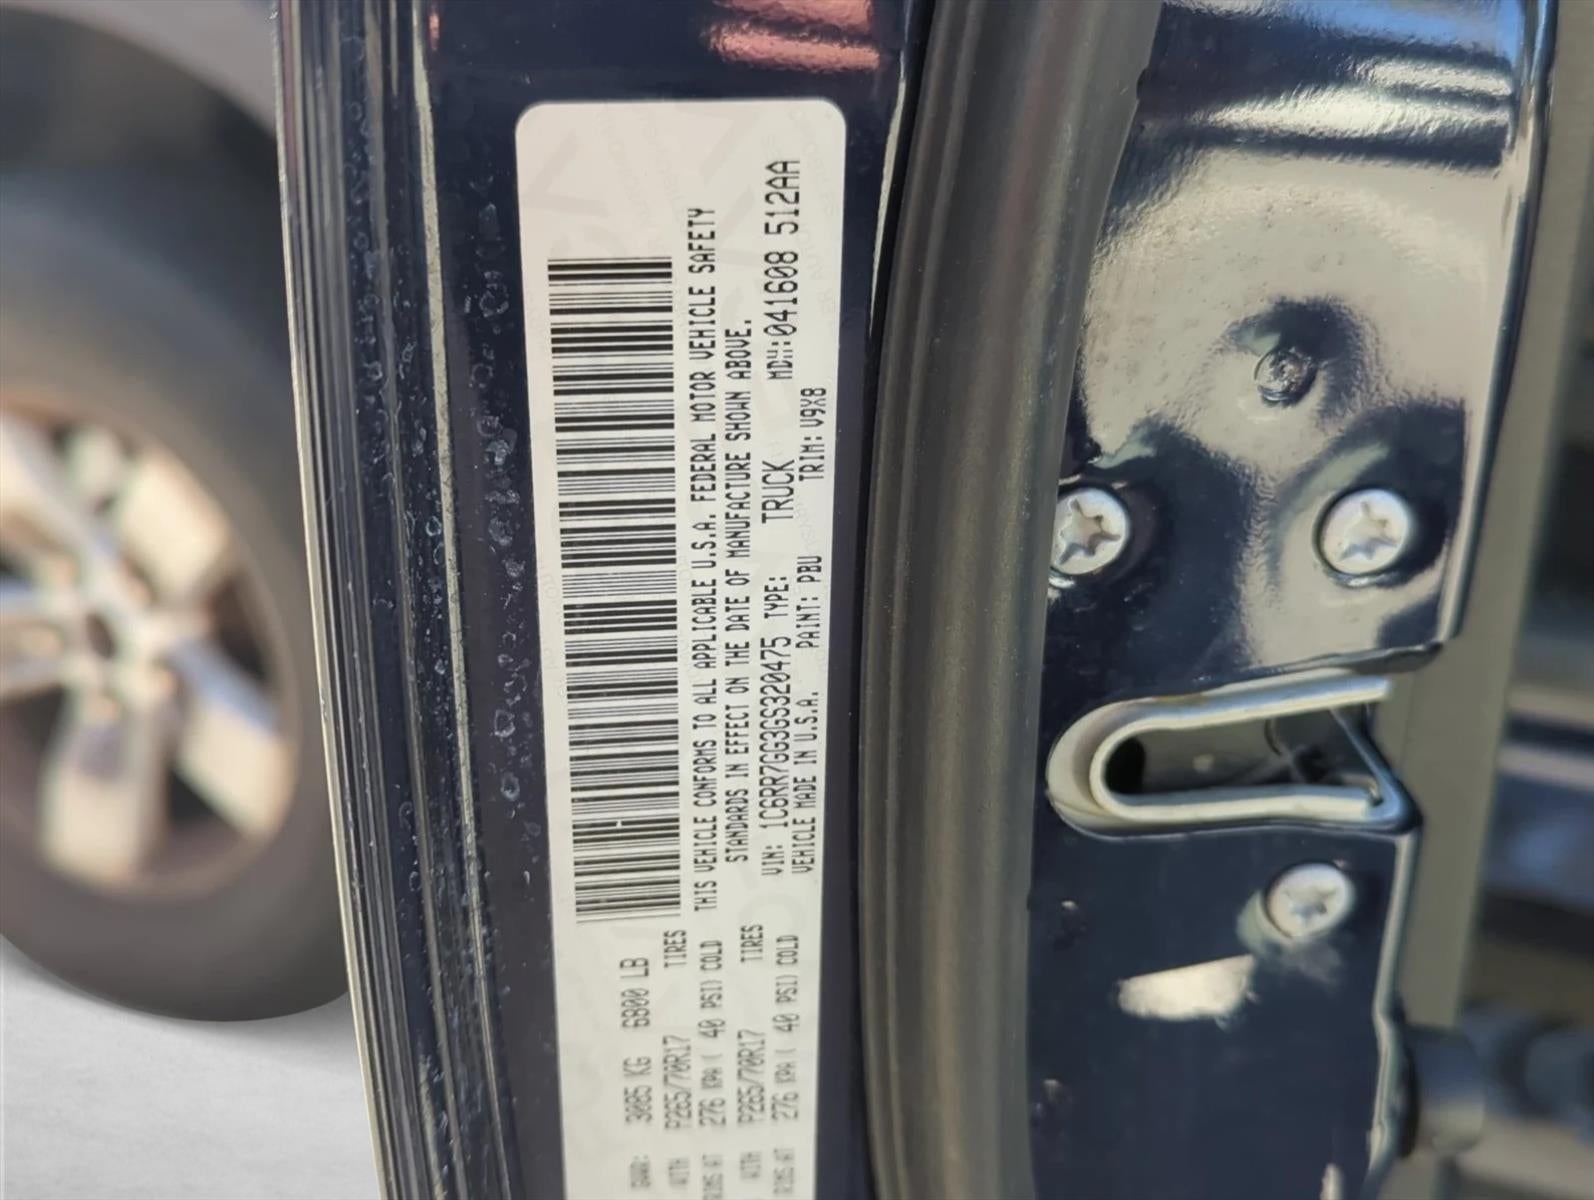 GVWR: 3085 KG 6800 LB
WITH P265/70R17 TIRES
RIMS AT 276 KPA ( 40 PSI) COLD
WITH P265/70R17 TIRES
RIMS AT 276 KPA ( 40 PSI) COLD
THIS VEHICLE CONFORMS TO ALL APPLICABLE U.S.A. FEDERAL MOTOR VEHICLE SAFETY
STANDARDS IN EFFECT ON THE DATE OF MANUFACTURE SHOWN ABOVE.
VIN: 1C6RR7GG3GS320475 TYPE: TRUCK MDH:041608 512AA
VEHICLE MADE IN U.S.A. PAINT: PBU TRIM: V9X8